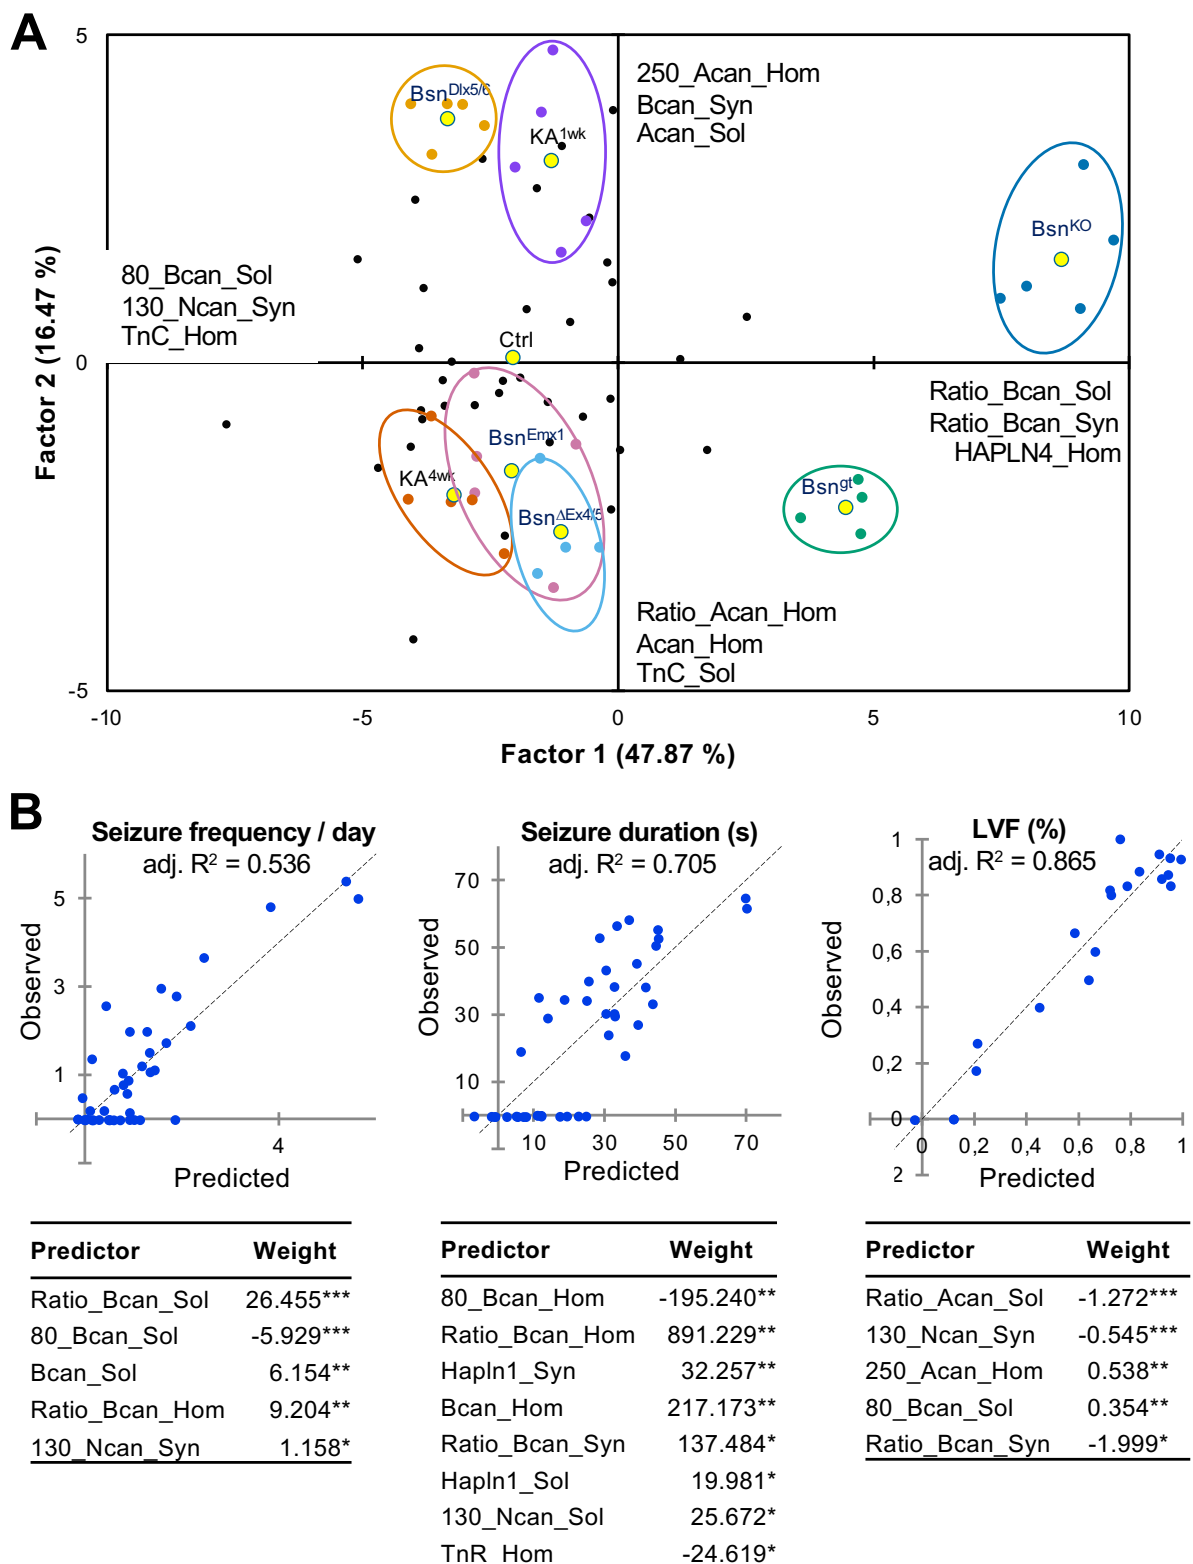 A
5
Bsn^Dlx5/6
KA^1wk
250_Acan_Hom
Bcan_Syn
Acan_Sol
Bsn^KO
80_Bcan_Sol
130_Ncan_Syn
TnC_Hom
Ctrl
0
Factor 2 (16.47 %)
Ratio_Bcan_Sol
Ratio_Bcan_Syn
HAPLN4_Hom
Bsn^Emx1
KA^4wk
Bsn^gt
Bsn^ΔEx4/5
Ratio_Acan_Hom
Acan_Hom
TnC_Sol
-5
-10 -5 0 5 10
Factor 1 (47.87 %)
B
Seizure frequency / day
adj. R² = 0.536
5
3
1
Observed
4
Predicted
Seizure duration (s)
adj. R² = 0.705
70
50
30
10
Observed
10 30 50 70
Predicted
LVF (%)
adj. R² = 0.865
1
0,8
0,6
0,4
0,2
0
2
Observed
0 0,2 0,4 0,6 0,8 1
Predicted
Predictor Weight
Ratio_Bcan_Sol 26.455***
80_Bcan_Sol -5.929***
Bcan_Sol 6.154**
Ratio_Bcan_Hom 9.204**
130_Ncan_Syn 1.158*
Predictor Weight
80_Bcan_Hom -195.240**
Ratio_Bcan_Hom 891.229**
Hapln1_Syn 32.257**
Bcan_Hom 217.173**
Ratio_Bcan_Syn 137.484*
Hapln1_Sol 19.981*
130_Ncan_Sol 25.672*
TnR_Hom -24.619*
Predictor Weight
Ratio_Acan_Sol -1.272***
130_Ncan_Syn -0.545***
250_Acan_Hom 0.538**
80_Bcan_Sol 0.354**
Ratio_Bcan_Syn -1.999*